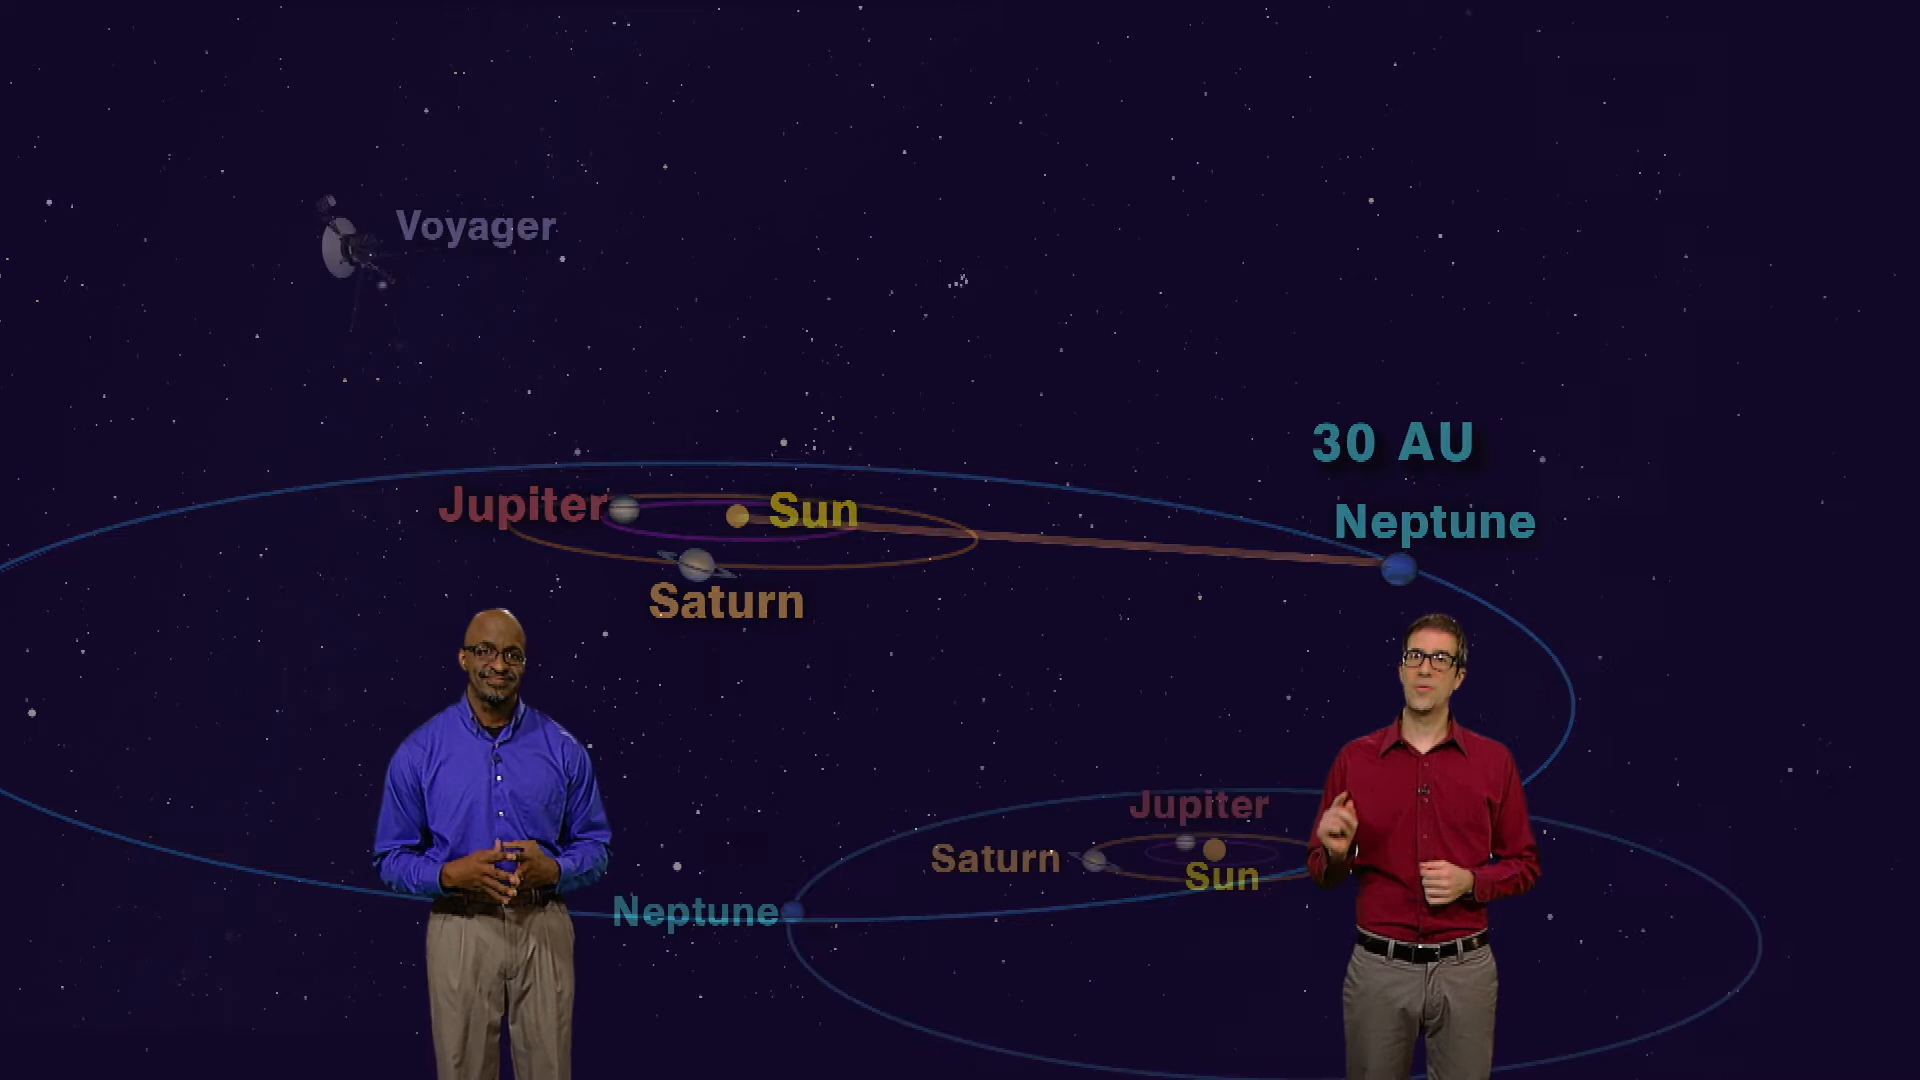 Voyager
30 AU
Neptune
Jupiter
Sun
Saturn
Jupiter
Saturn
Sun
Neptune